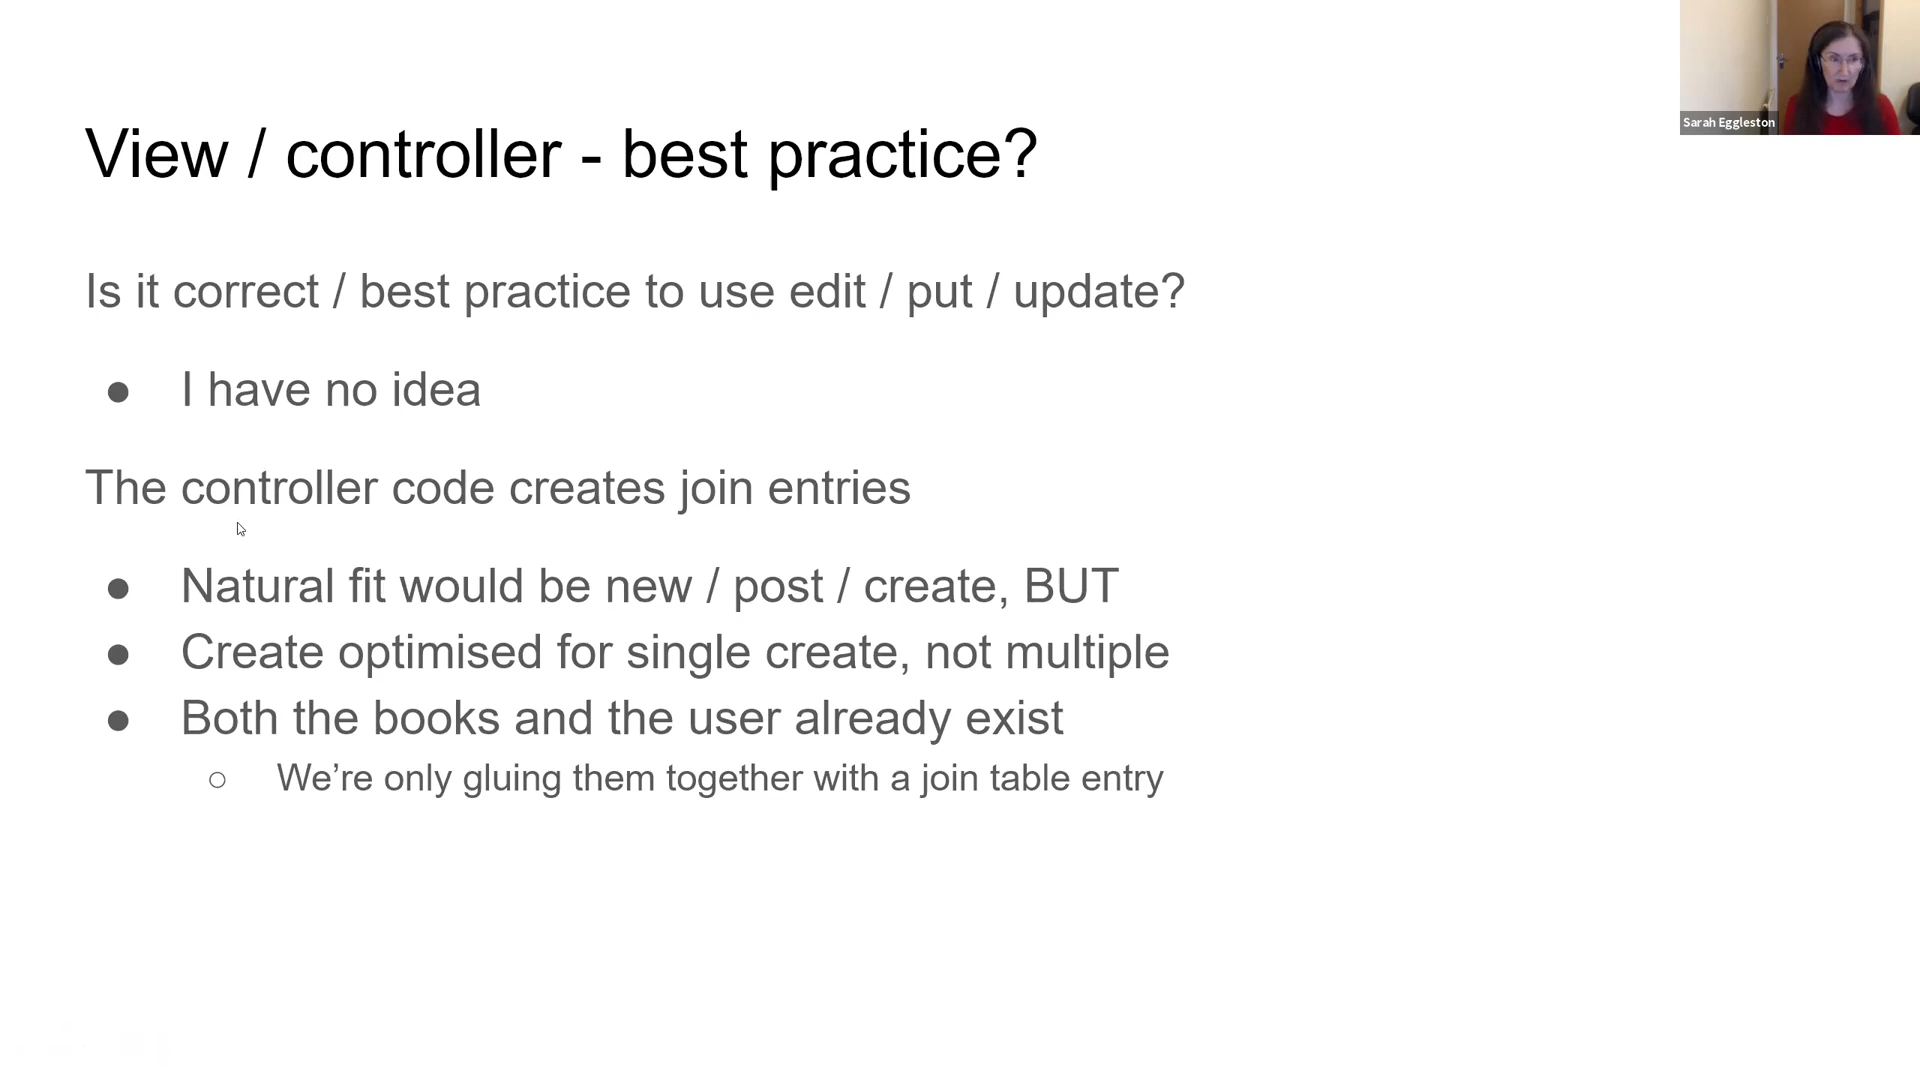 Sarah Eggleston
View / controller - best practice?
Is it correct / best practice to use edit / put / update?
● I have no idea
The controller code creates join entries
● Natural fit would be new / post / create, BUT
● Create optimised for single create, not multiple
● Both the books and the user already exist
○ We’re only gluing them together with a join table entry